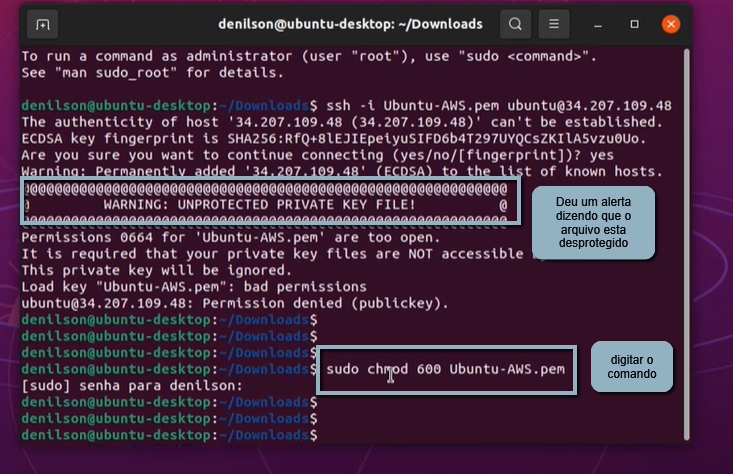 denilson@ubuntu-desktop: ~/Downloads
To run a command as administrator (user "root"), use "sudo <command>".
See "man sudo_root" for details.
denilson@ubuntu-desktop:~/Downloads$ ssh -i Ubuntu-AWS.pem ubuntu@34.207.109.48
The authenticity of host '34.207.109.48 (34.207.109.48)' can't be established.
ECDSA key fingerprint is SHA256:RfQ+8lEJIEpeiyuSIFD6b4T297UYQCsZKIlA5vzu0Uo.
Are you sure you want to continue connecting (yes/no/[fingerprint])? yes
Warning: Permanently added '34.207.109.48' (ECDSA) to the list of known hosts.
@@@@@@@@@@@@@@@@@@@@@@@@@@@@@@@@@@@@@@@@@@@@@@@@@@@@@@@@@@@
@ WARNING: UNPROTECTED PRIVATE KEY FILE! @
@@@@@@@@@@@@@@@@@@@@@@@@@@@@@@@@@@@@@@@@@@@@@@@@@@@@@@@@@@@
Deu um alerta
dizendo que o
arquivo esta
desprotegido
Permissions 0664 for 'Ubuntu-AWS.pem' are too open.
It is required that your private key files are NOT accessible
This private key will be ignored.
Load key "Ubuntu-AWS.pem": bad permissions
ubuntu@34.207.109.48: Permission denied (publickey).
denilson@ubuntu-desktop:~/Downloads$
denilson@ubuntu-desktop:~/Downloads$
denilson@ubuntu-desktop:~/Downloads$
denilson@ubuntu-desktop:~/Downloads$ sudo chmod 600 Ubuntu-AWS.pem
digitar o
comando
[sudo] senha para denilson:
denilson@ubuntu-desktop:~/Downloads$
denilson@ubuntu-desktop:~/Downloads$
denilson@ubuntu-desktop:~/Downloads$